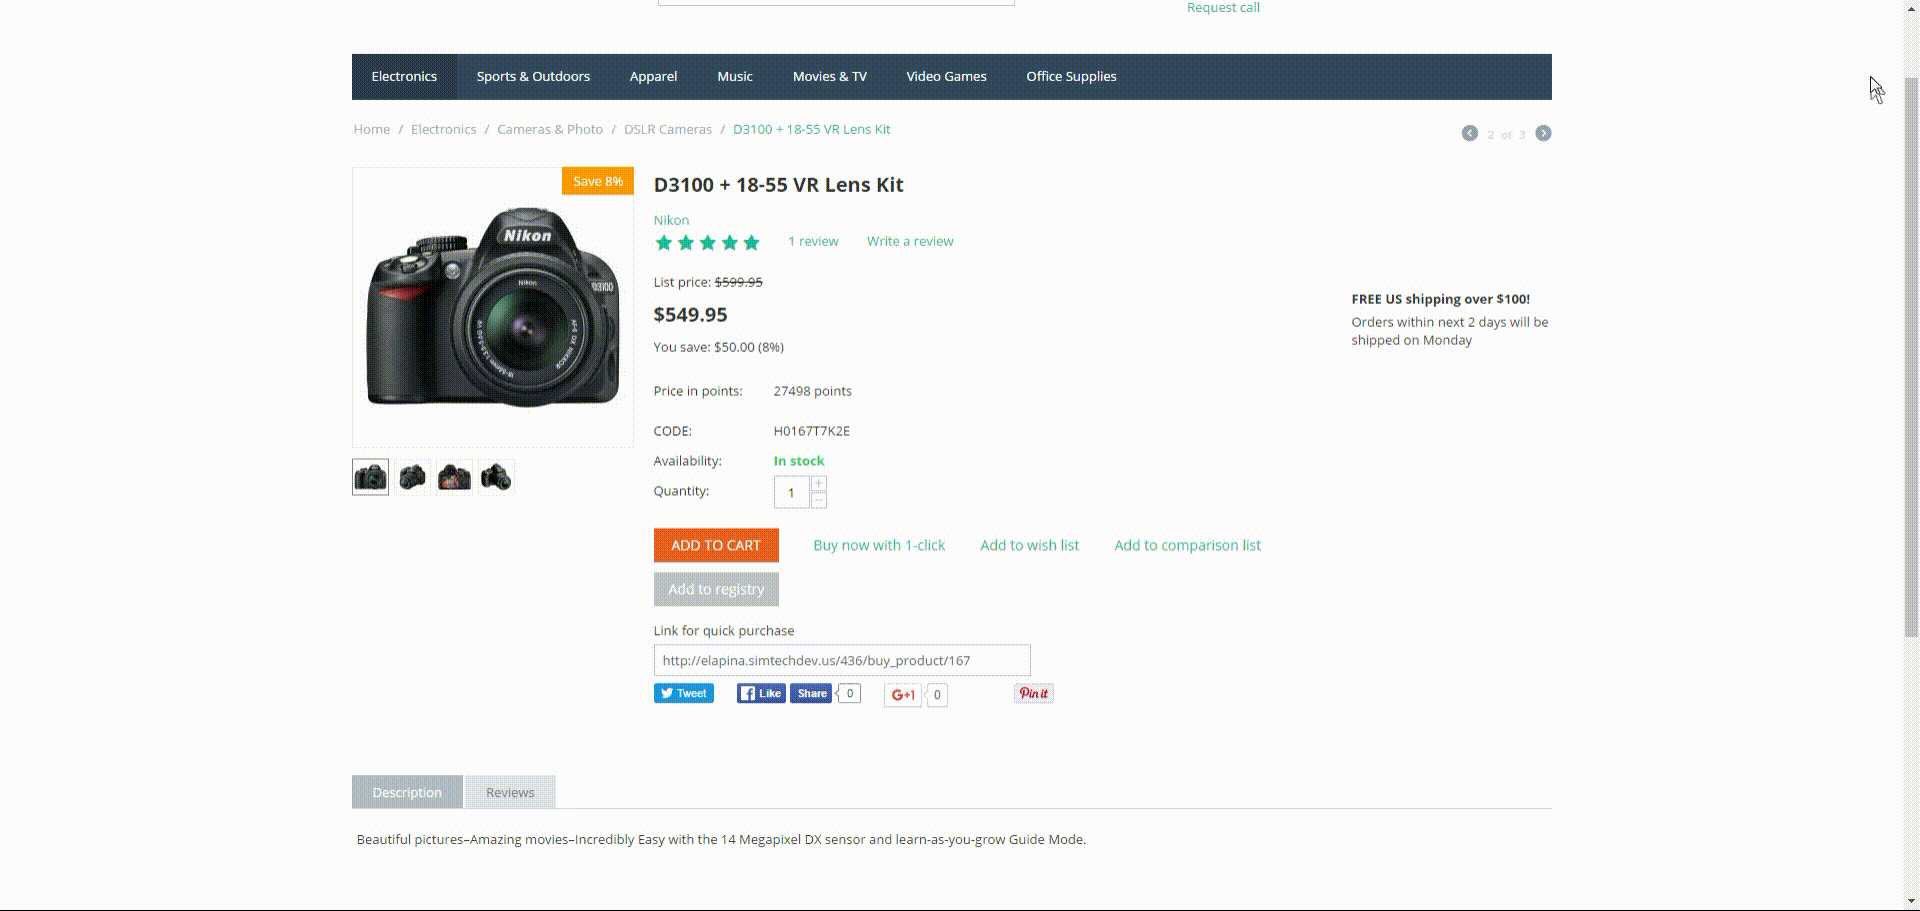 Request call
Electronics Sports & Outdoors Apparel Music Movies & TV Video Games Office Supplies
Home / Electronics / Cameras & Photo / DSLR Cameras / D3100 + 18-55 VR Lens Kit
2 of 3
Save 8%
Nikon
Nikon
D3100
D3100 + 18-55 VR Lens Kit
Nikon
1 review Write a review
List price: $599.95
$549.95
You save: $50.00 (8%)
FREE US shipping over $100!
Orders within next 2 days will be
shipped on Monday
Price in points: 27498 points
CODE: H0167T7K2E
Availability: In stock
Quantity: 1 + −
ADD TO CART Buy now with 1-click Add to wish list Add to comparison list
Add to registry
Link for quick purchase
http://elapina.simtechdev.us/436/buy_product/167
Tweet Like Share 0 G+1 0 Pin it
Description Reviews
Beautiful pictures–Amazing movies–Incredibly Easy with the 14 Megapixel DX sensor and learn-as-you-grow Guide Mode.